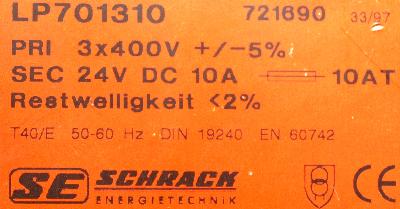 LP701310 721690 33/97
PRI 3x400V +/-5%
SEC 24V DC 10A 10AT
Restwelligkeit <2%
T40/E 50-60 Hz DIN 19240 EN 60742
SE SCHRACK
ENERGIETECHNIK CE